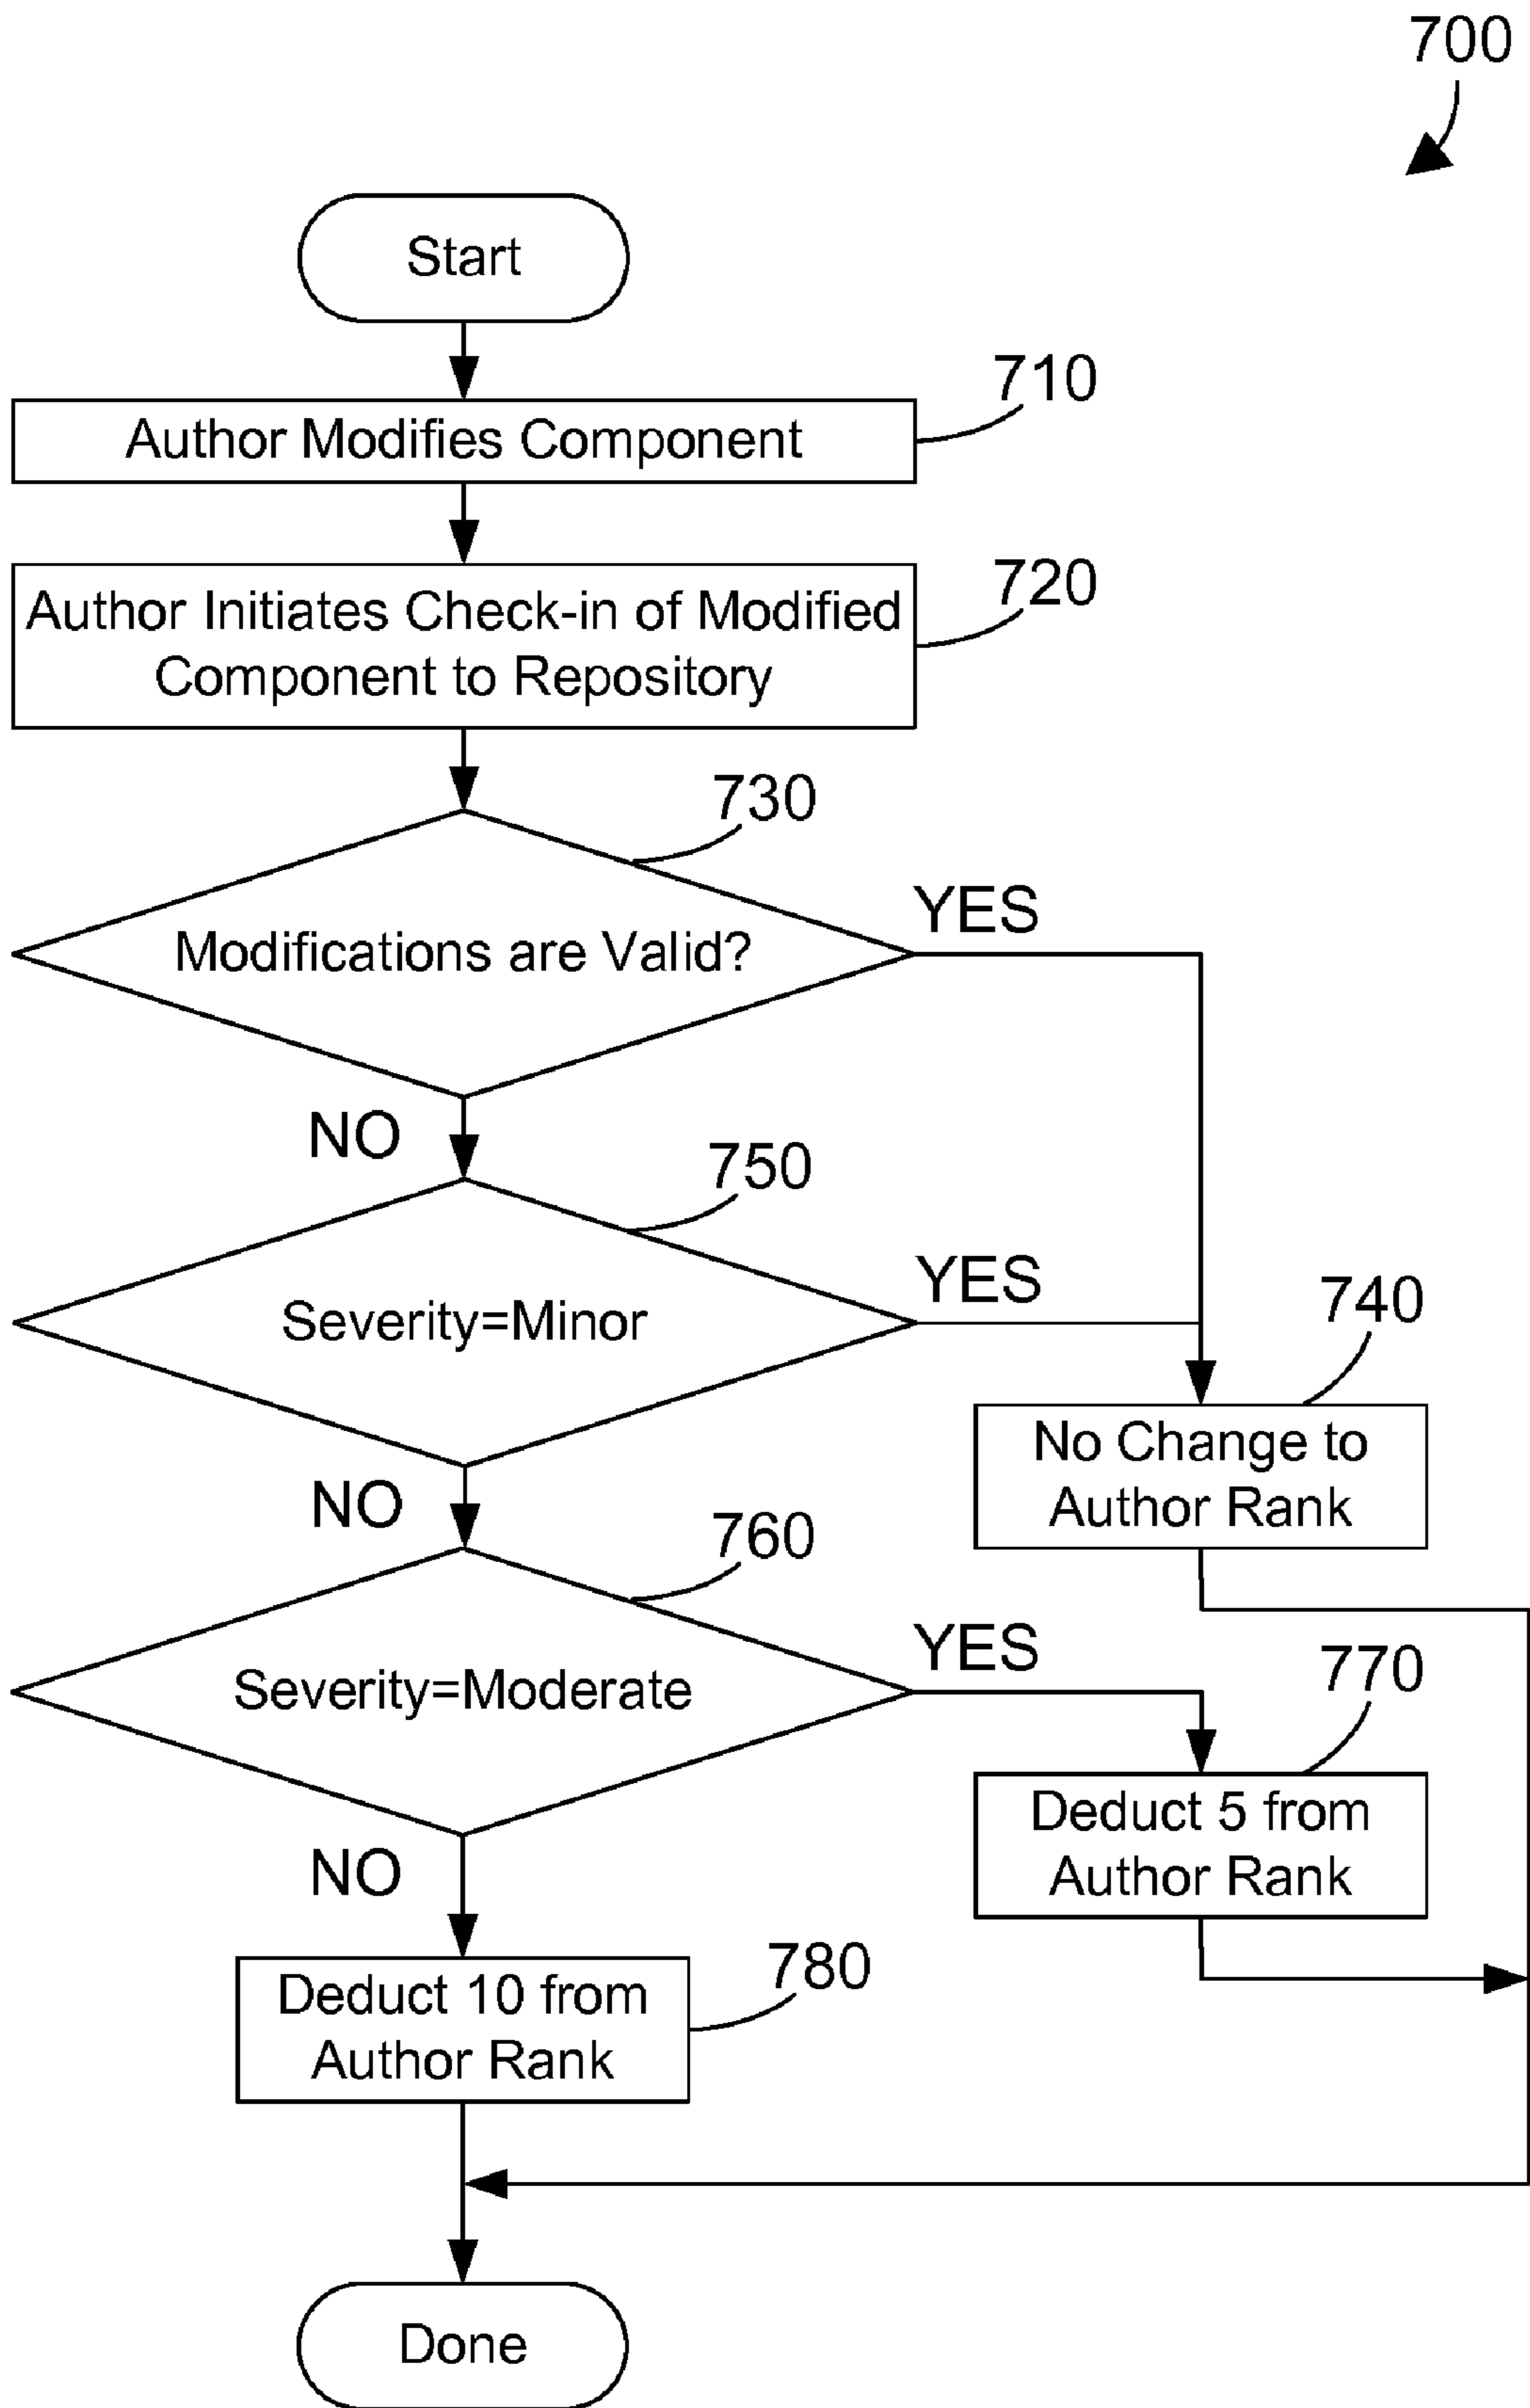 700
Start
710
Author Modifies Component
720
Author Initiates Check-in of Modified
Component to Repository
730
YES
Modifications are Valid?
NO
750
YES
Severity=Minor
740
No Change to
Author Rank
NO
760
YES
Severity=Moderate
770
Deduct 5 from
Author Rank
NO
780
Deduct 10 from
Author Rank
Done